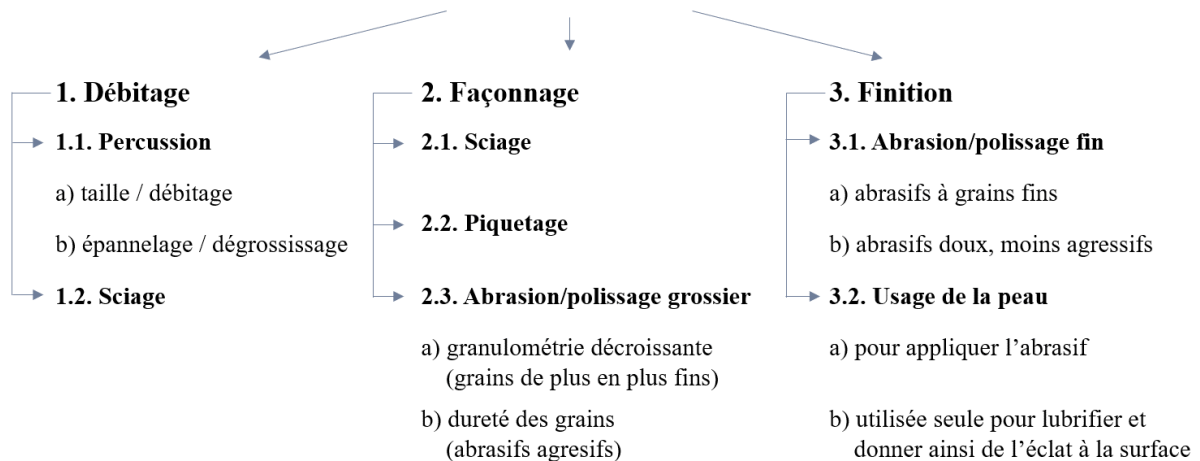 1. Débitage
1.1. Percussion
a) taille / débitage
b) épannelage / dégrossissage
1.2. Sciage
2. Façonnage
2.1. Sciage
2.2. Piquetage
2.3. Abrasion/polissage grossier
a) granulométrie décroissante
(grains de plus en plus fins)
b) dureté des grains
(abrasifs agresifs)
3. Finition
3.1. Abrasion/polissage fin
a) abrasifs à grains fins
b) abrasifs doux, moins agressifs
3.2. Usage de la peau
a) pour appliquer l’abrasif
b) utilisée seule pour lubrifier et
donner ainsi de l’éclat à la surface